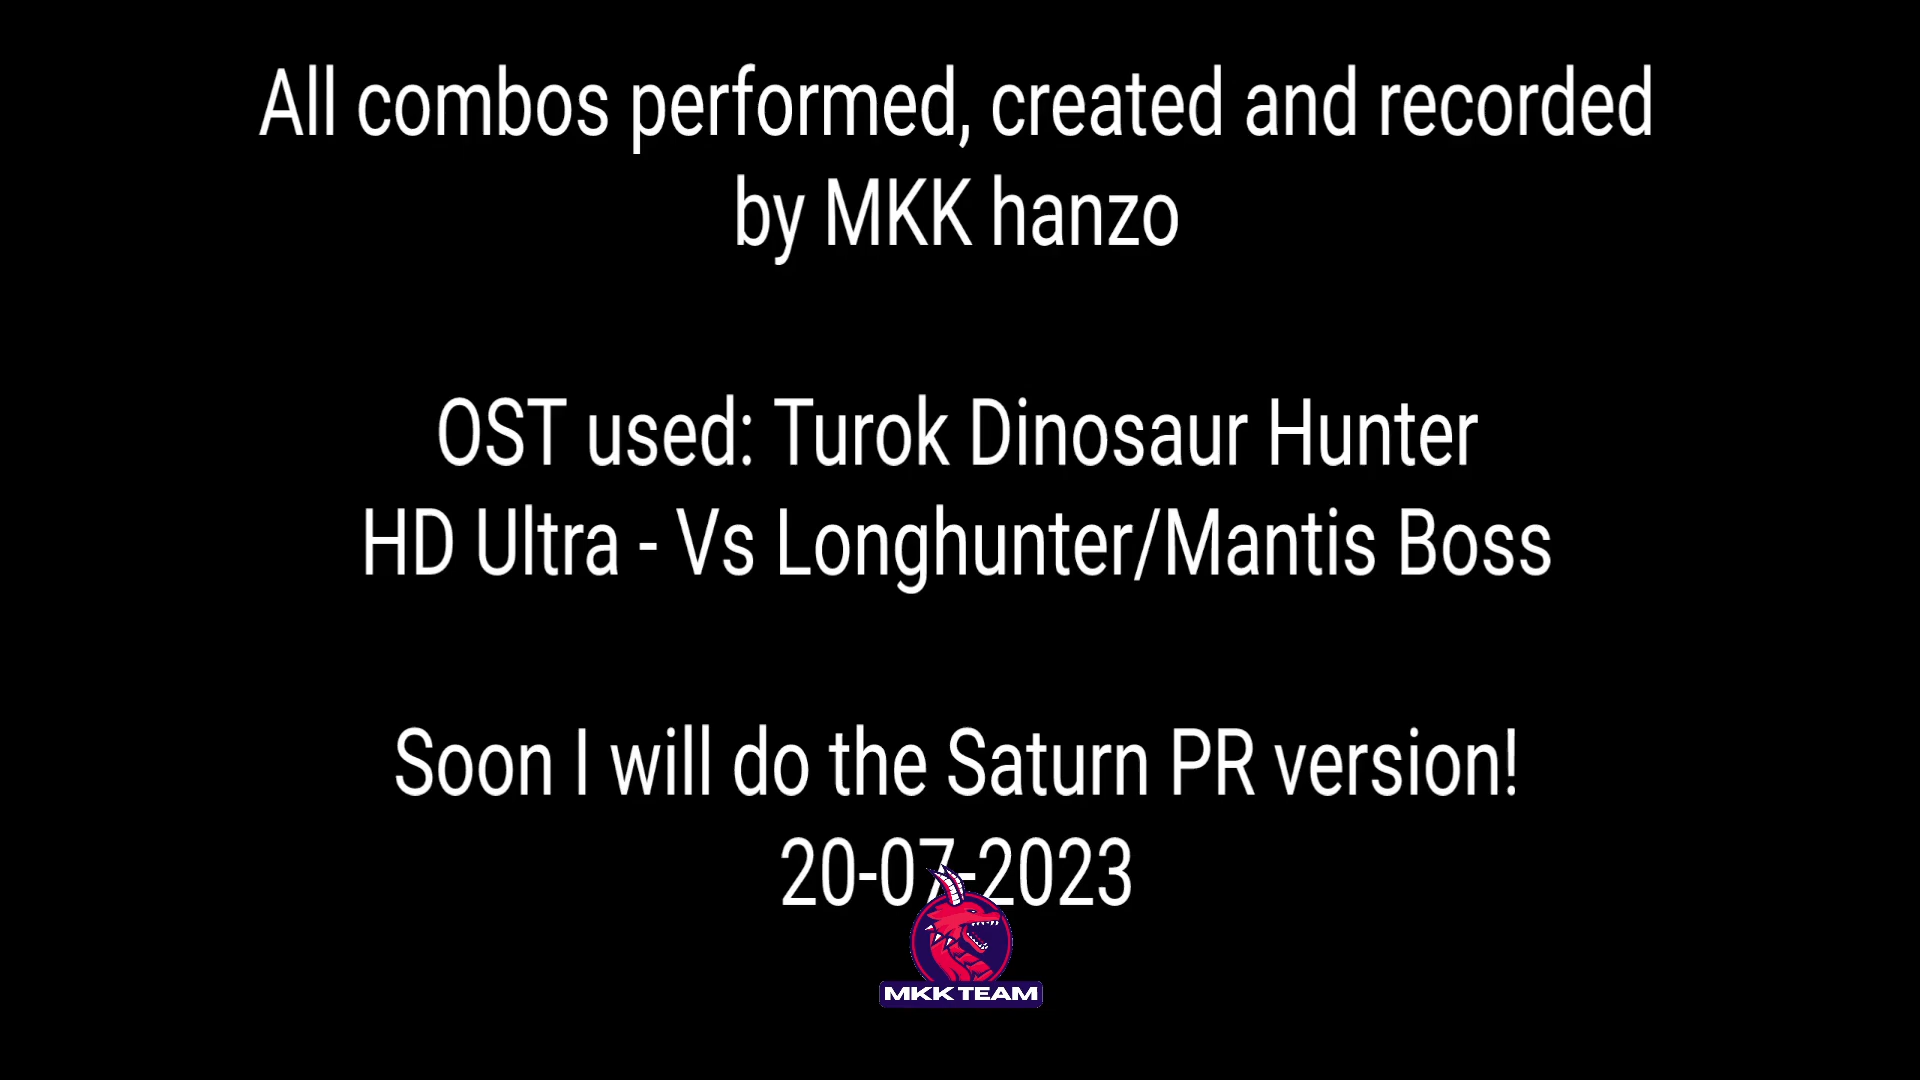 All combos performed, created and recorded
by MKK hanzo
OST used: Turok Dinosaur Hunter
HD Ultra - Vs Longhunter/Mantis Boss
Soon I will do the Saturn PR version!
20-07-2023
MKK TEAM